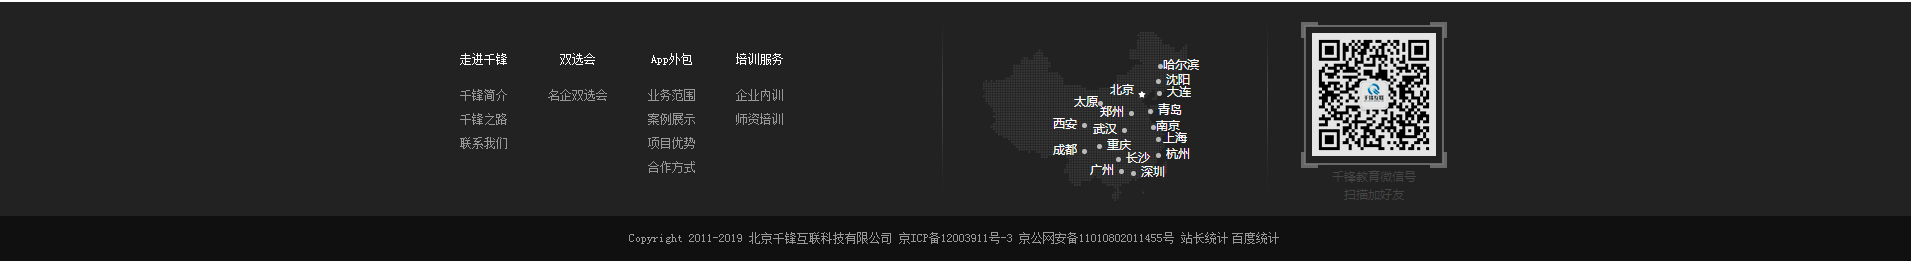 走进千锋 双选会 App外包 培训服务
千锋简介 名企双选会 业务范围 企业内训
千锋之路 案例展示 师资培训
联系我们 项目优势
合作方式
哈尔滨
沈阳
北京 大连
太原
郑州 青岛
西安 武汉 南京
上海
成都 重庆
长沙 杭州
广州 深圳
千锋互联
千锋教育微信号
扫描加好友
Copyright 2011-2019 北京千锋互联科技有限公司 京ICP备12003911号-3 京公网安备11010802011455号 站长统计 百度统计